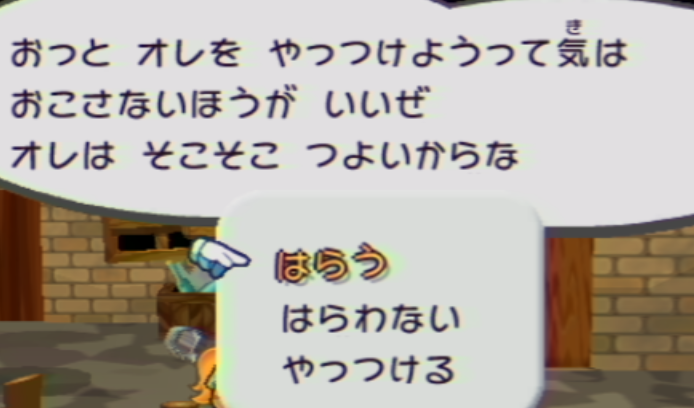 おっと オレを やっつけようって気は
おこさないほうが いいぜ
オレは そこそこ つよいからな
はらう
はらわない
やっつける